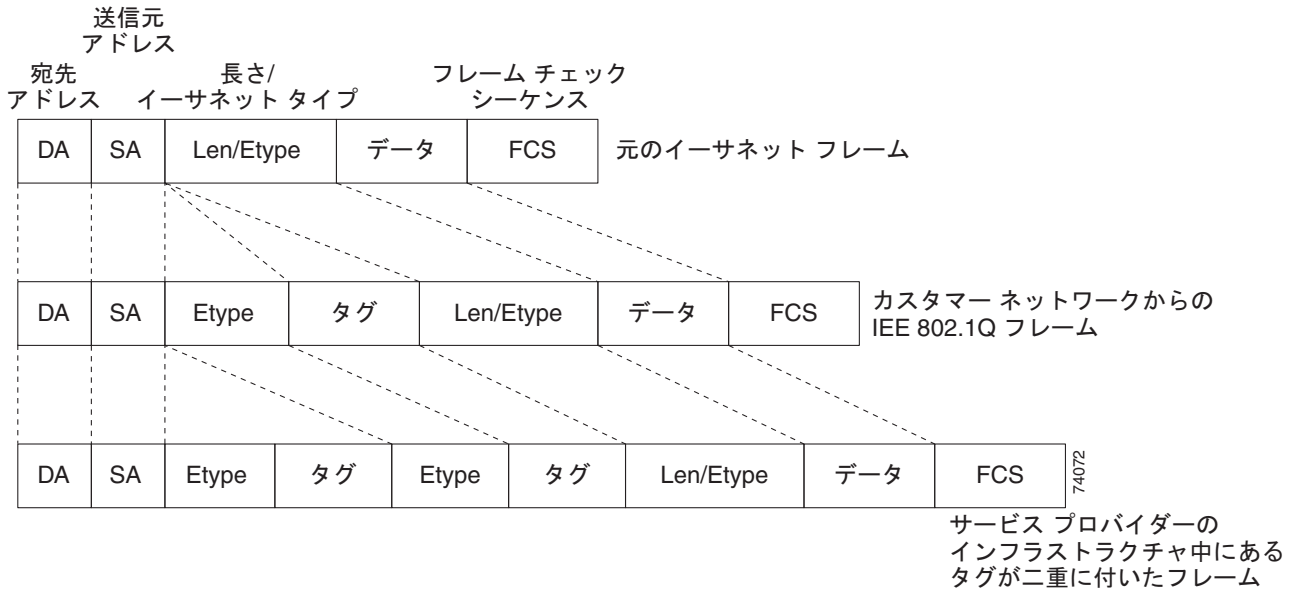 送信元
アドレス
宛先
アドレス
長さ/
イーサネット タイプ
フレーム チェック
シーケンス
DA SA Len/Etype データ FCS 元のイーサネット フレーム
DA SA Etype タグ Len/Etype データ FCS カスタマー ネットワークからの
IEE 802.1Q フレーム
DA SA Etype タグ Etype タグ Len/Etype データ FCS 74072
サービス プロバイダーの
インフラストラクチャ中にある
タグが二重に付いたフレーム